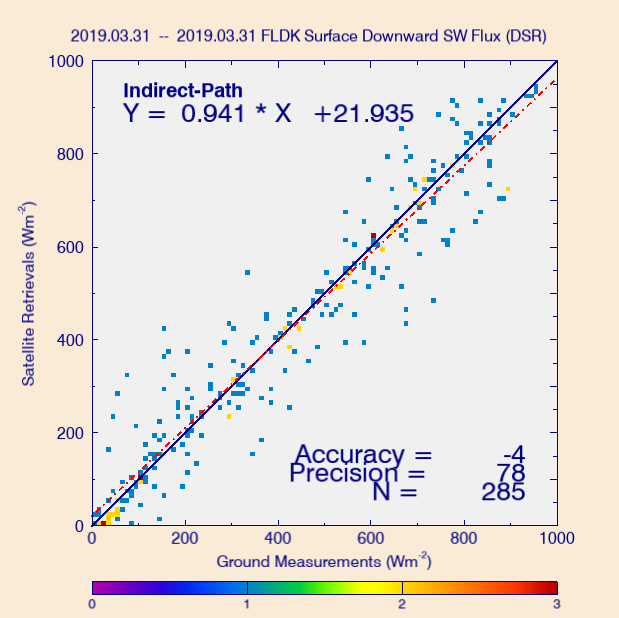 2019.03.31 -- 2019.03.31 FLDK Surface Downward SW Flux (DSR)
1000
800
600
400
200
0
Satellite Retrievals (Wm-2)
Indirect-Path
Y = 0.941 * X +21.935
Accuracy = -4
Precision = 78
N = 285
0 200 400 600 800 1000
Ground Measurements (Wm-2)
0 1 2 3